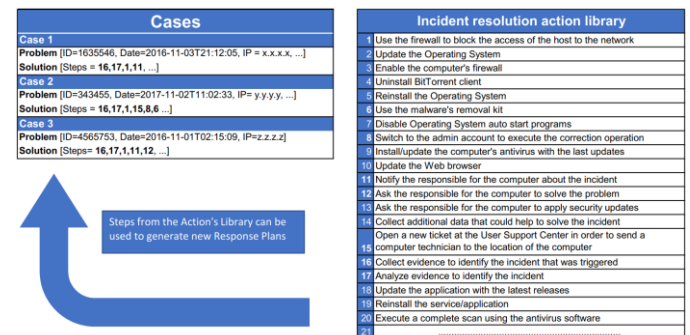 Cases
Case 1
Problem [ID=1635546, Date=2016-11-03T21:12:05, IP = x.x.x.x, ...]
Solution [Steps = 16,17,1,11, ...]
Case 2
Problem [ID=343455, Date=2017-11-02T11:02:33, IP= y.y.y.y, ...]
Solution [Steps = 16,17,1,15,8,6 ...]
Case 3
Problem [ID=4565753, Date=2016-11-01T02:15:09, IP=z.z.z.z]
Solution [Steps= 16,17,1,11,12, ...]
Steps from the Action's Library can be
used to generate new Response Plans
Incident resolution action library
1 Use the firewall to block the access of the host to the network
2 Update the Operating System
3 Enable the computer's firewall
4 Uninstall BitTorrent client
5 Reinstall the Operating System
6 Use the malware's removal kit
7 Disable Operating System auto start programs
8 Switch to the admin account to execute the correction operation
9 Install/update the computer's antivirus with the last updates
10 Update the Web browser
11 Notify the responsible for the computer about the incident
12 Ask the responsible for the computer to solve the problem
13 Ask the responsible for the computer to apply security updates
14 Collect additional data that could help to solve the incident
Open a new ticket at the User Support Center in order to send a
15 computer technician to the location of the computer
16 Collect evidence to identify the incident that was triggered
17 Analyze evidence to identify the incident
18 Update the application with the latest releases
19 Reinstall the service/application
20 Execute a complete scan using the antivirus software
21 ......................................................................